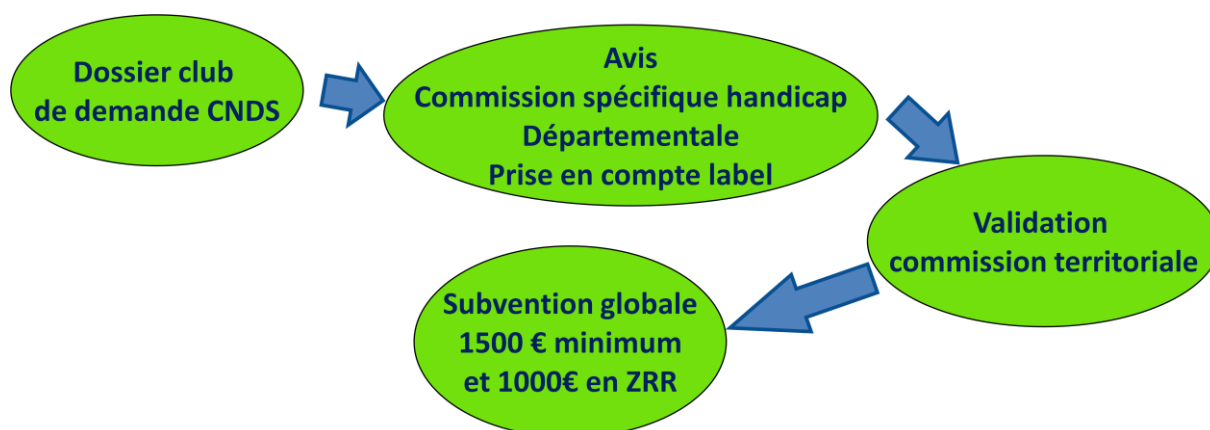 Dossier club
de demande CNDS
Avis
Commission spécifique handicap
Départementale
Prise en compte label
Validation
commission territoriale
Subvention globale
1500 € minimum
et 1000€ en ZRR